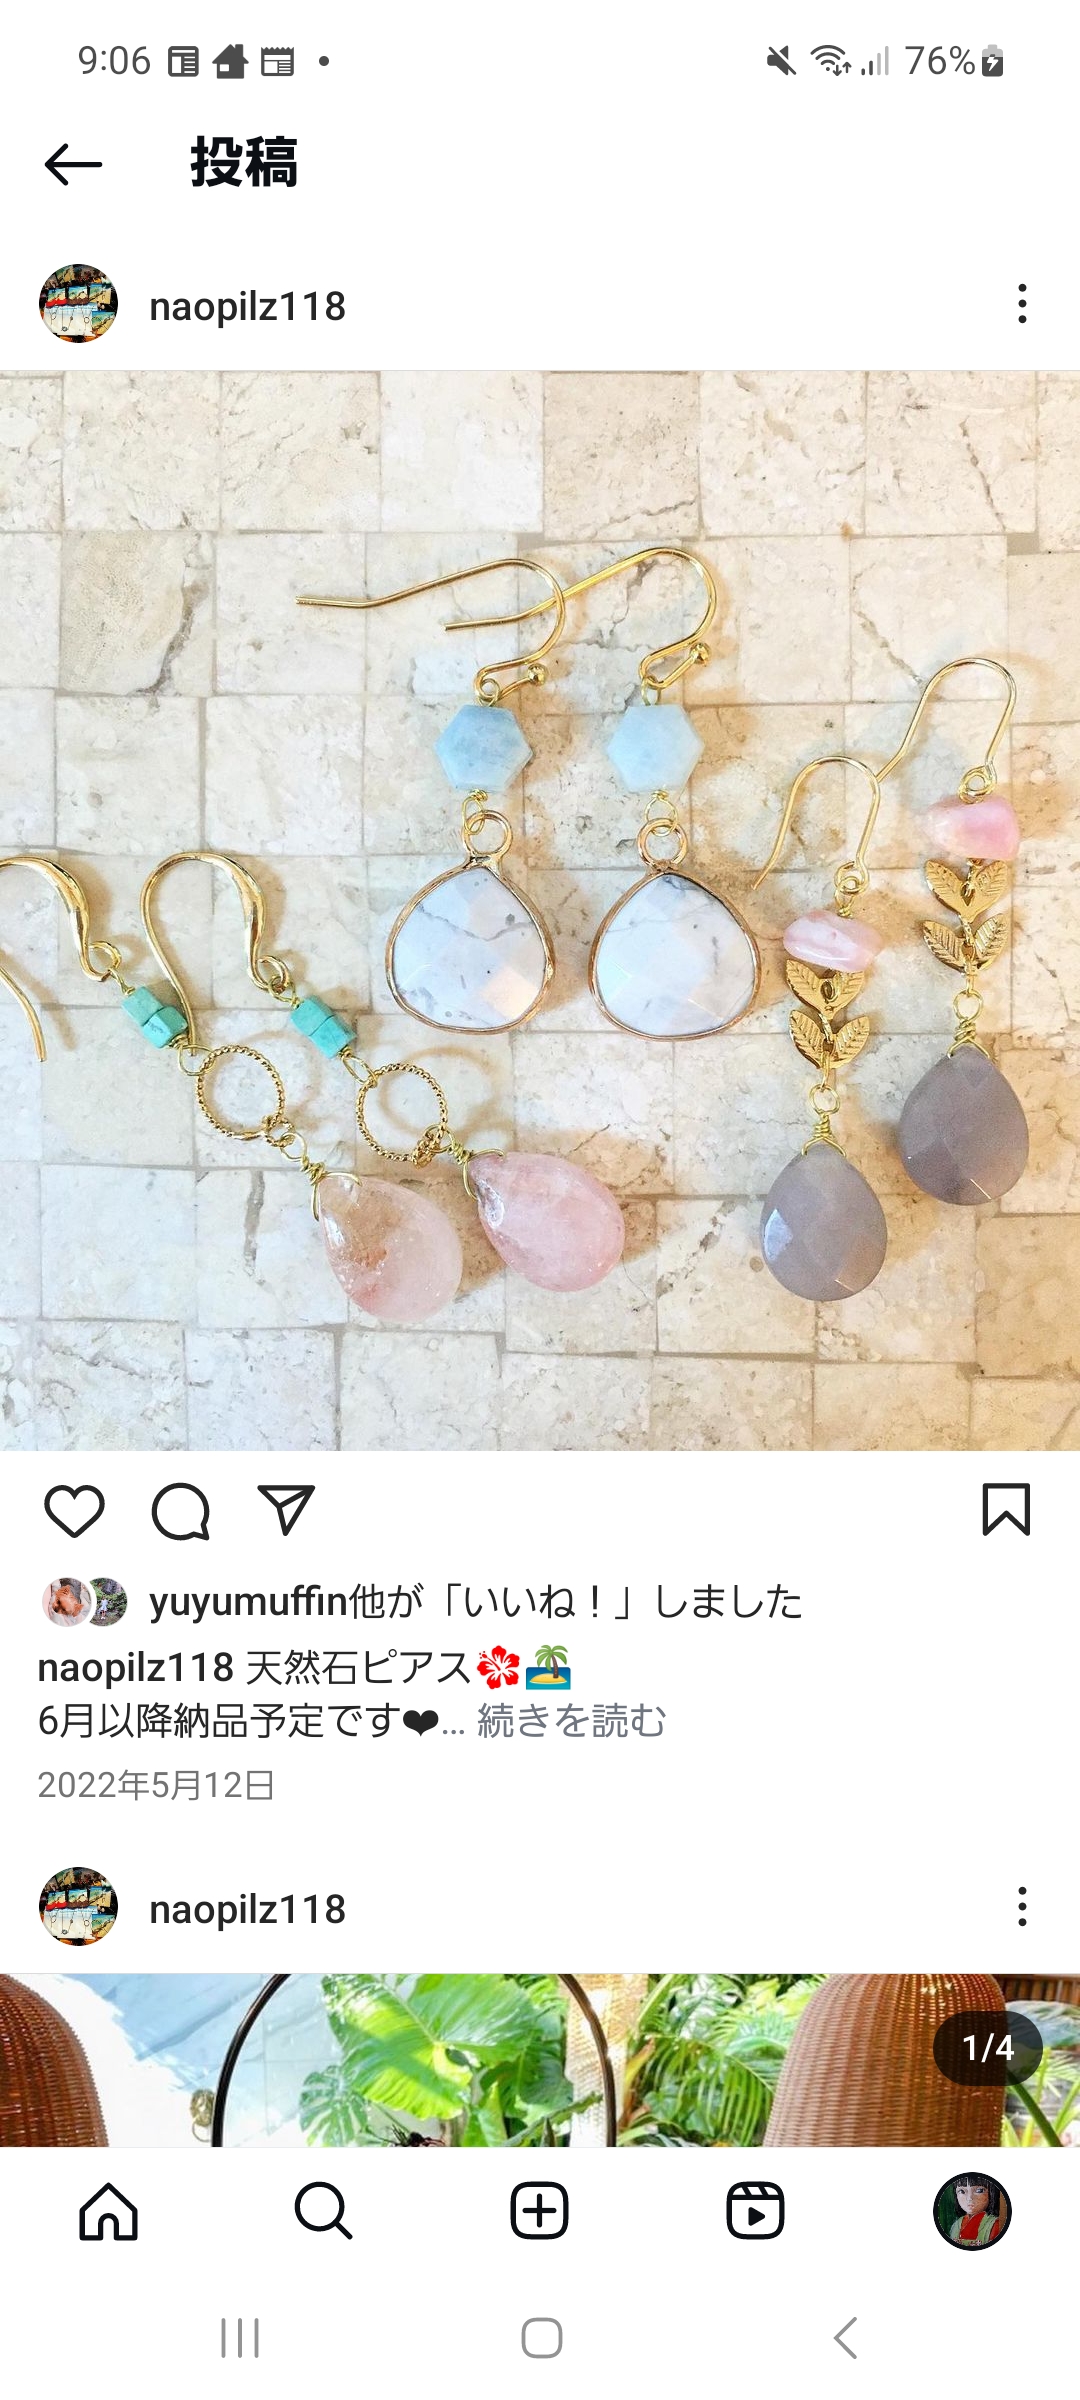 9:06 76%
投稿
naopilz118
yuyumuffin他が「いいね！」しました
naopilz118 天然石ピアス🌺🏝️
6月以降納品予定です❤... 続きを読む
2022年5月12日
naopilz118
1/4